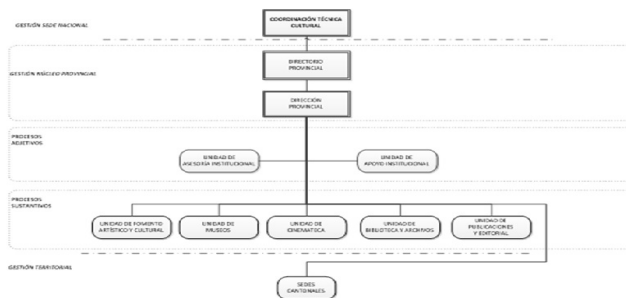 COORDINACIÓN TÉCNICA
CULTURAL
GESTIÓN SEDE NACIONAL
DIRECTORIO
PROVINCIAL
GESTIÓN NÚCLEO PROVINCIAL
DIRECCIÓN
PROVINCIAL
PROCESOS
ADJETIVOS
UNIDAD DE
ASESORÍA INSTITUCIONAL
UNIDAD DE
APOYO INSTITUCIONAL
PROCESOS
SUSTANTIVOS
UNIDAD DE FOMENTO
ARTÍSTICO Y CULTURAL
UNIDAD DE
MUSEOS
UNIDAD DE
CINEMATECA
UNIDAD DE
BIBLIOTECA Y ARCHIVOS
UNIDAD DE
PUBLICACIONES
Y EDITORIAL
GESTIÓN TERRITORIAL
SEDES
CANTONALES